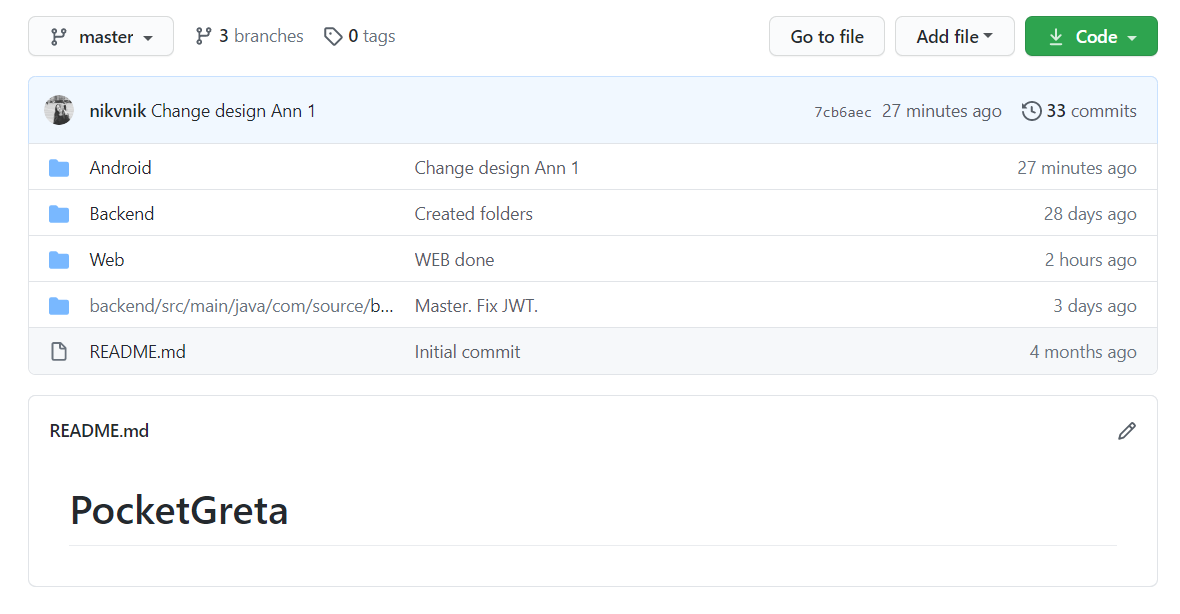 master 3 branches 0 tags Go to file Add file Code
nikvnik Change design Ann 1 7cb6aec 27 minutes ago 33 commits
Android Change design Ann 1 27 minutes ago
Backend Created folders 28 days ago
Web WEB done 2 hours ago
backend/src/main/java/com/source/b... Master. Fix JWT. 3 days ago
README.md Initial commit 4 months ago
README.md
PocketGreta